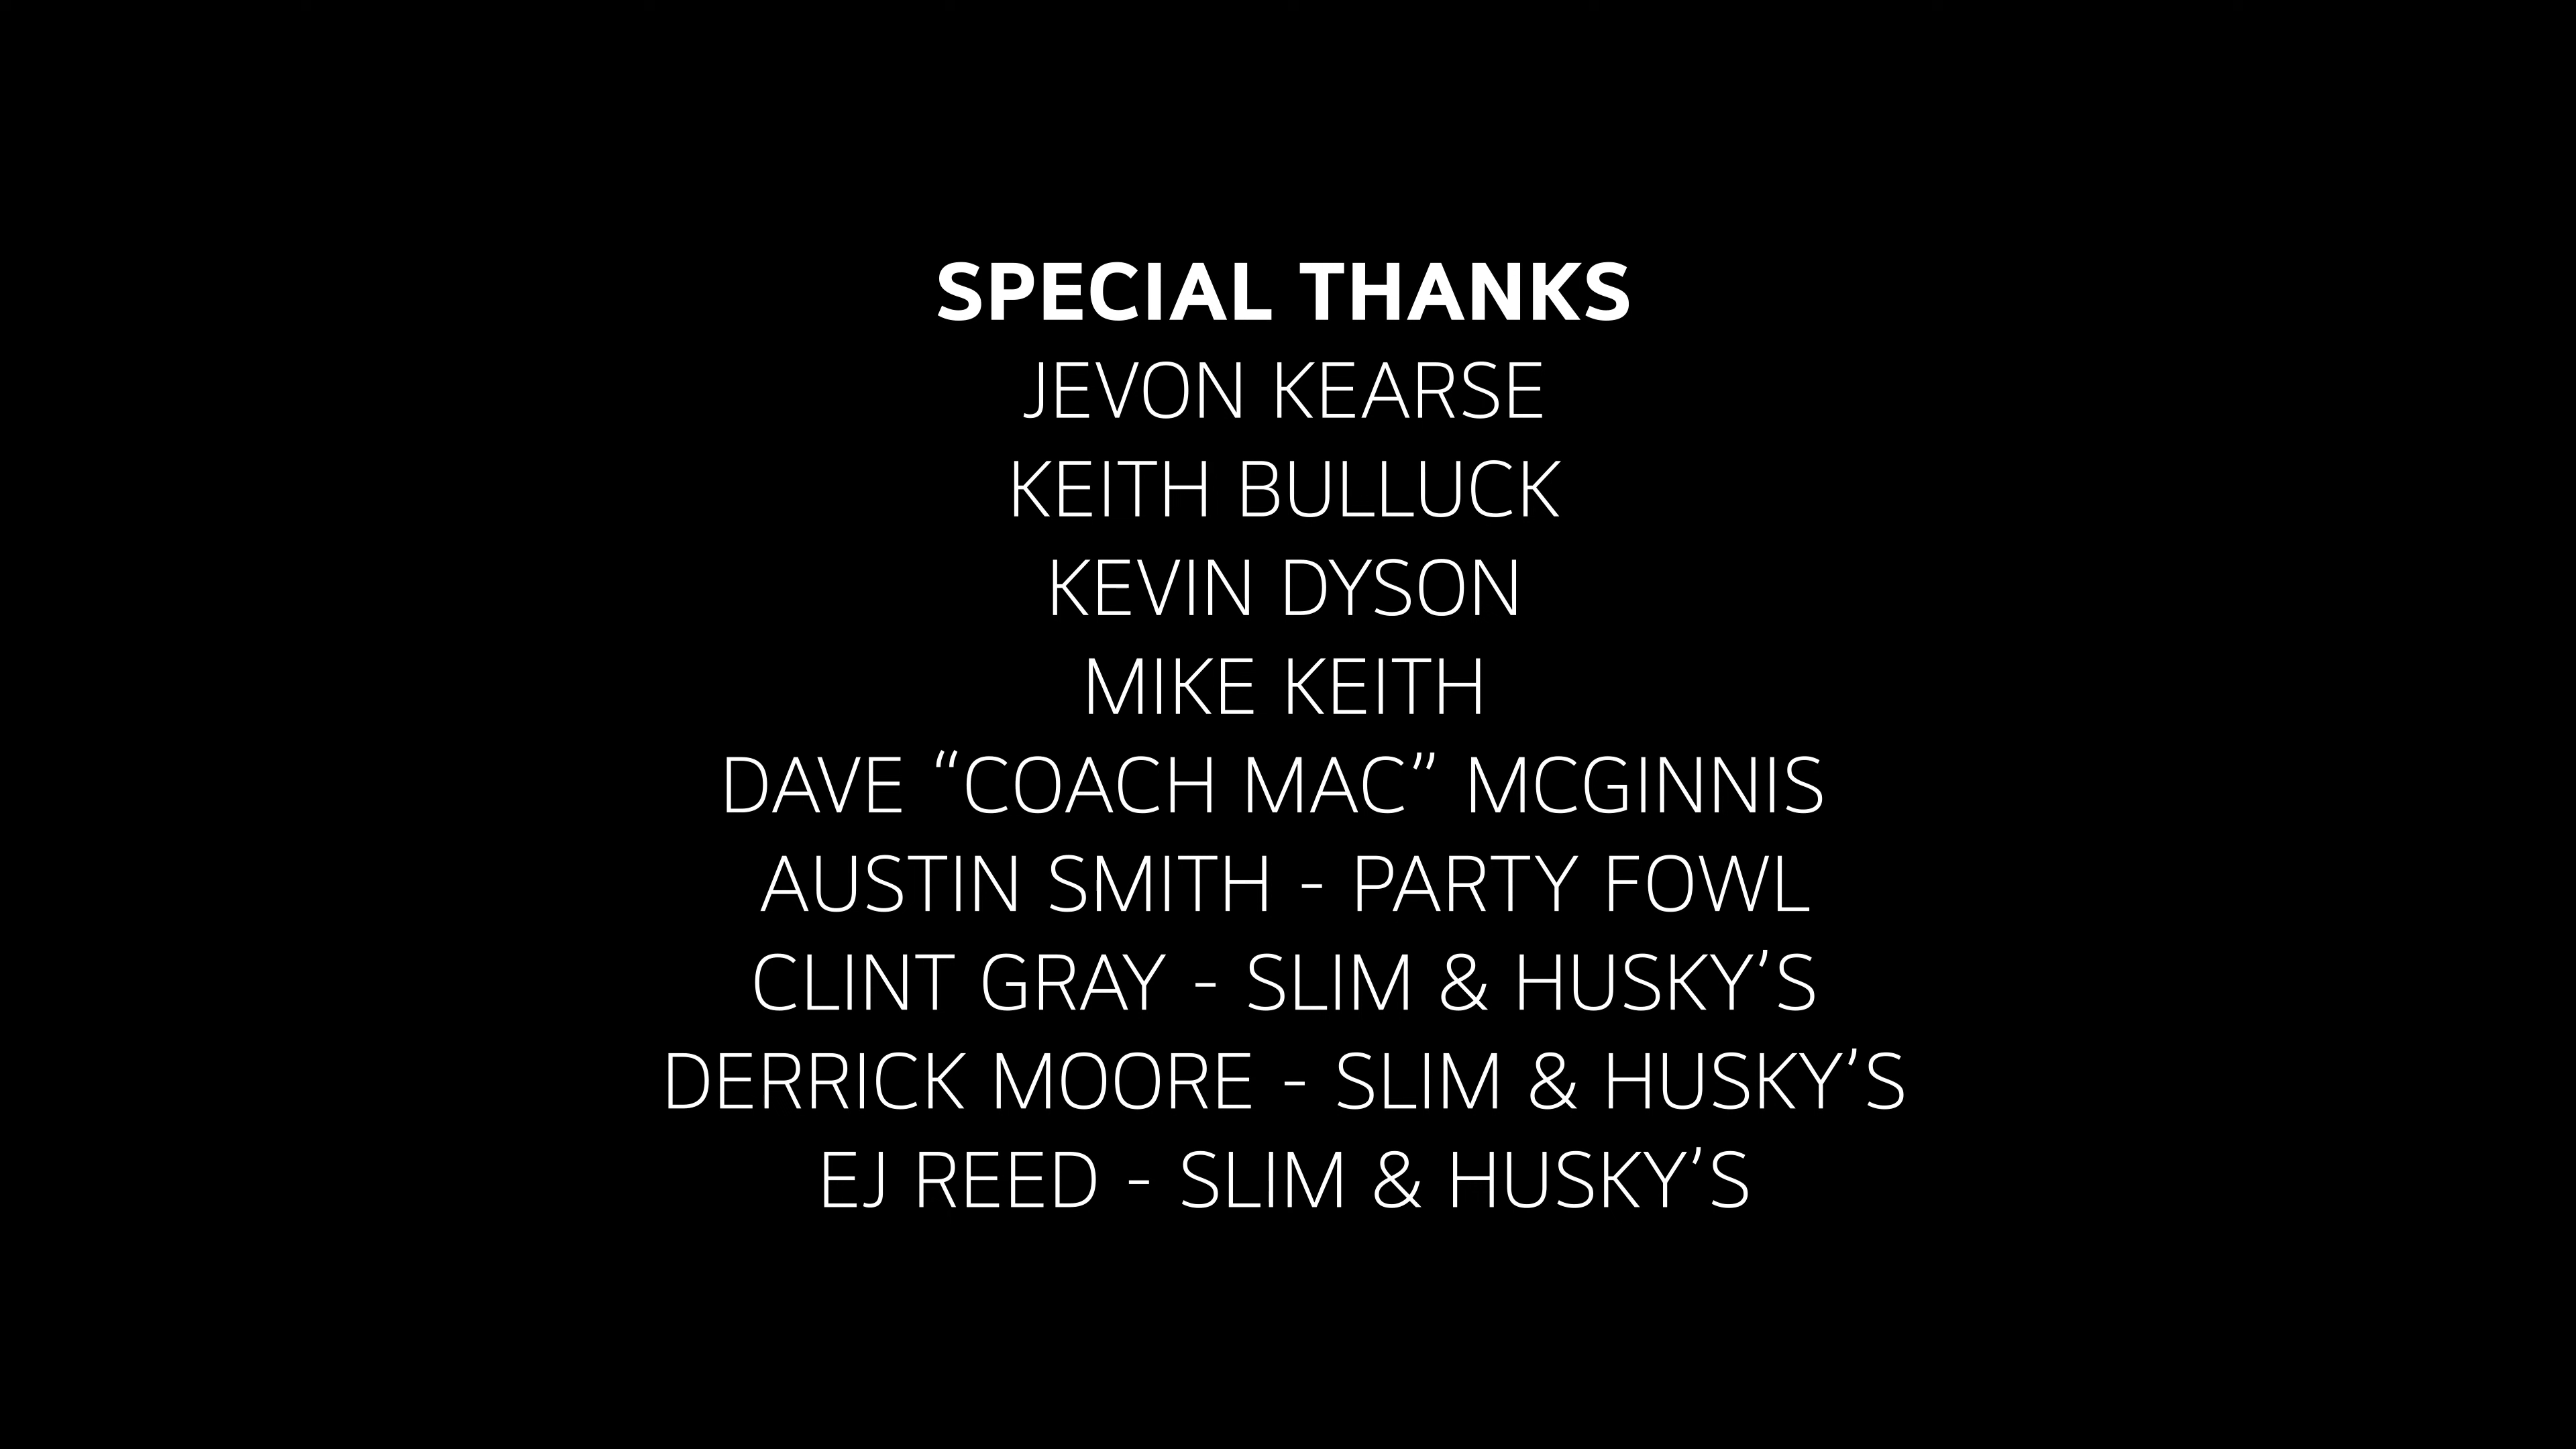 SPECIAL THANKS
JEVON KEARSE
KEITH BULLUCK
KEVIN DYSON
MIKE KEITH
DAVE “COACH MAC” MCGINNIS
AUSTIN SMITH - PARTY FOWL
CLINT GRAY - SLIM & HUSKY’S
DERRICK MOORE - SLIM & HUSKY’S
EJ REED - SLIM & HUSKY’S